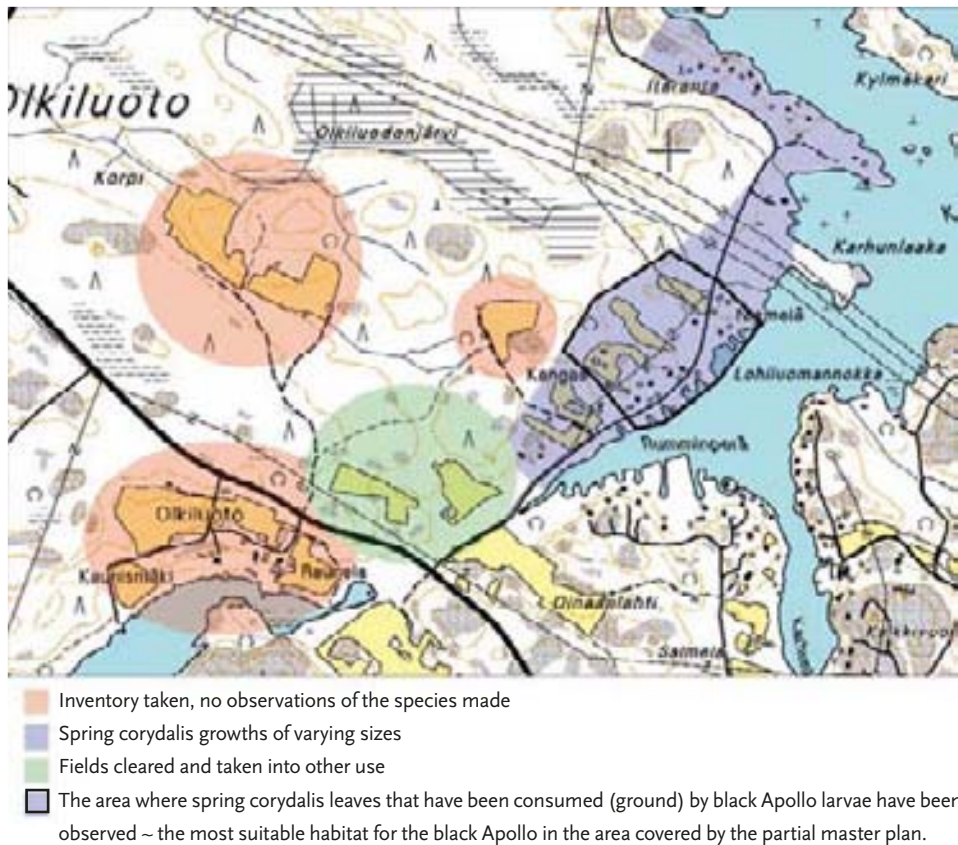 Olkiluoto
Kylmäkari
Itäranta
Olkiluodonjärvi
Korpi
Karhunlaaka
Kangas
Lohiluomannokka
Olkiluoto
Oinaanlahti
Salmela
Inventory taken, no observations of the species made
Spring corydalis growths of varying sizes
Fields cleared and taken into other use
The area where spring corydalis leaves that have been consumed (ground) by black Apollo larvae have been
observed ~ the most suitable habitat for the black Apollo in the area covered by the partial master plan.